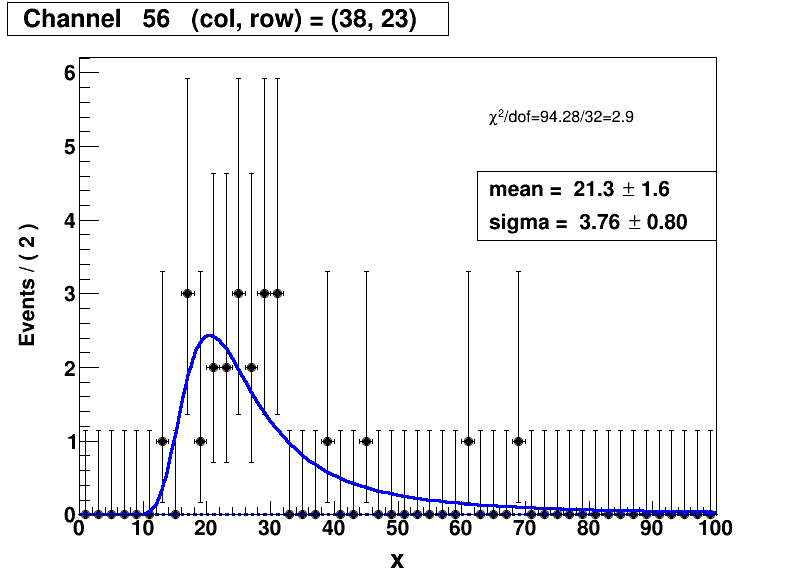 Channel 56 (col, row) = (38, 23)
χ²/dof=94.28/32=2.9
mean = 21.3 ± 1.6
sigma = 3.76 ± 0.80
Events / ( 2 )
6
5
4
3
2
1
0
0 10 20 30 40 50 60 70 80 90 100
x